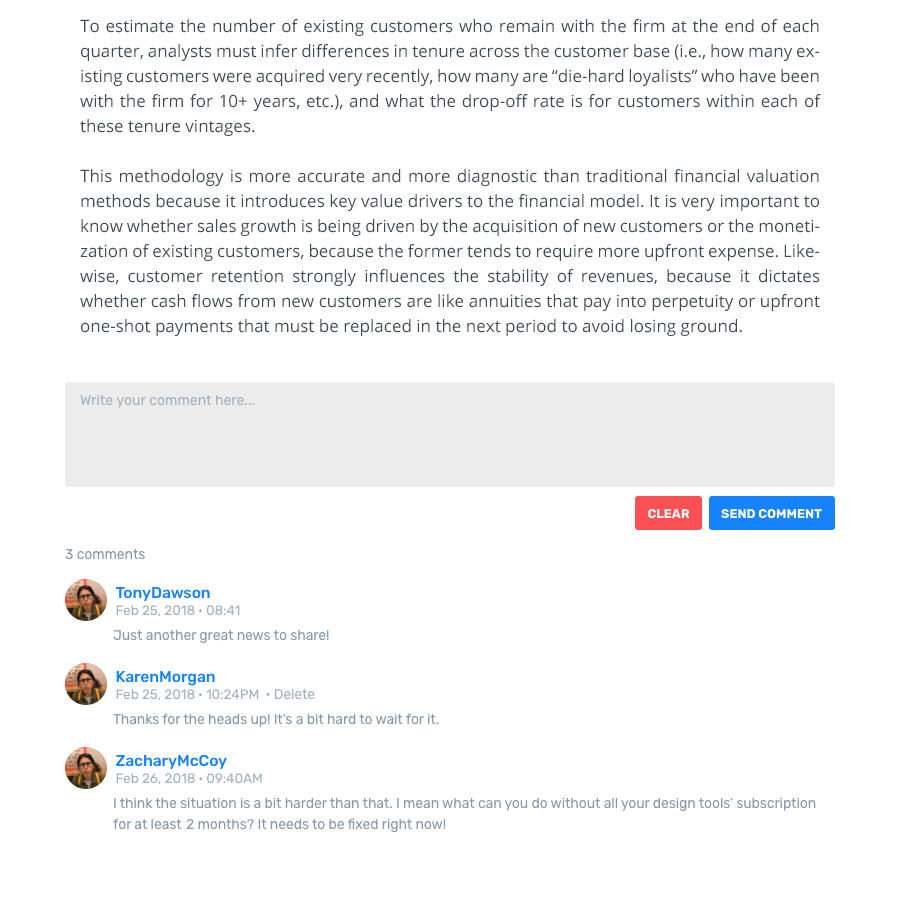 To estimate the number of existing customers who remain with the firm at the end of each
quarter, analysts must infer differences in tenure across the customer base (i.e., how many ex-
isting customers were acquired very recently, how many are “die-hard loyalists” who have been
with the firm for 10+ years, etc.), and what the drop-off rate is for customers within each of
these tenure vintages.
This methodology is more accurate and more diagnostic than traditional financial valuation
methods because it introduces key value drivers to the financial model. It is very important to
know whether sales growth is being driven by the acquisition of new customers or the moneti-
zation of existing customers, because the former tends to require more upfront expense. Like-
wise, customer retention strongly influences the stability of revenues, because it dictates
whether cash flows from new customers are like annuities that pay into perpetuity or upfront
one-shot payments that must be replaced in the next period to avoid losing ground.
Write your comment here...
CLEAR SEND COMMENT
3 comments
TonyDawson
Feb 25, 2018 • 08:41
Just another great news to share!
KarenMorgan
Feb 25, 2018 • 10:24PM • Delete
Thanks for the heads up! It's a bit hard to wait for it.
ZacharyMcCoy
Feb 26, 2018 • 09:40AM
I think the situation is a bit harder than that. I mean what can you do without all your design tools' subscription
for at least 2 months? It needs to be fixed right now!